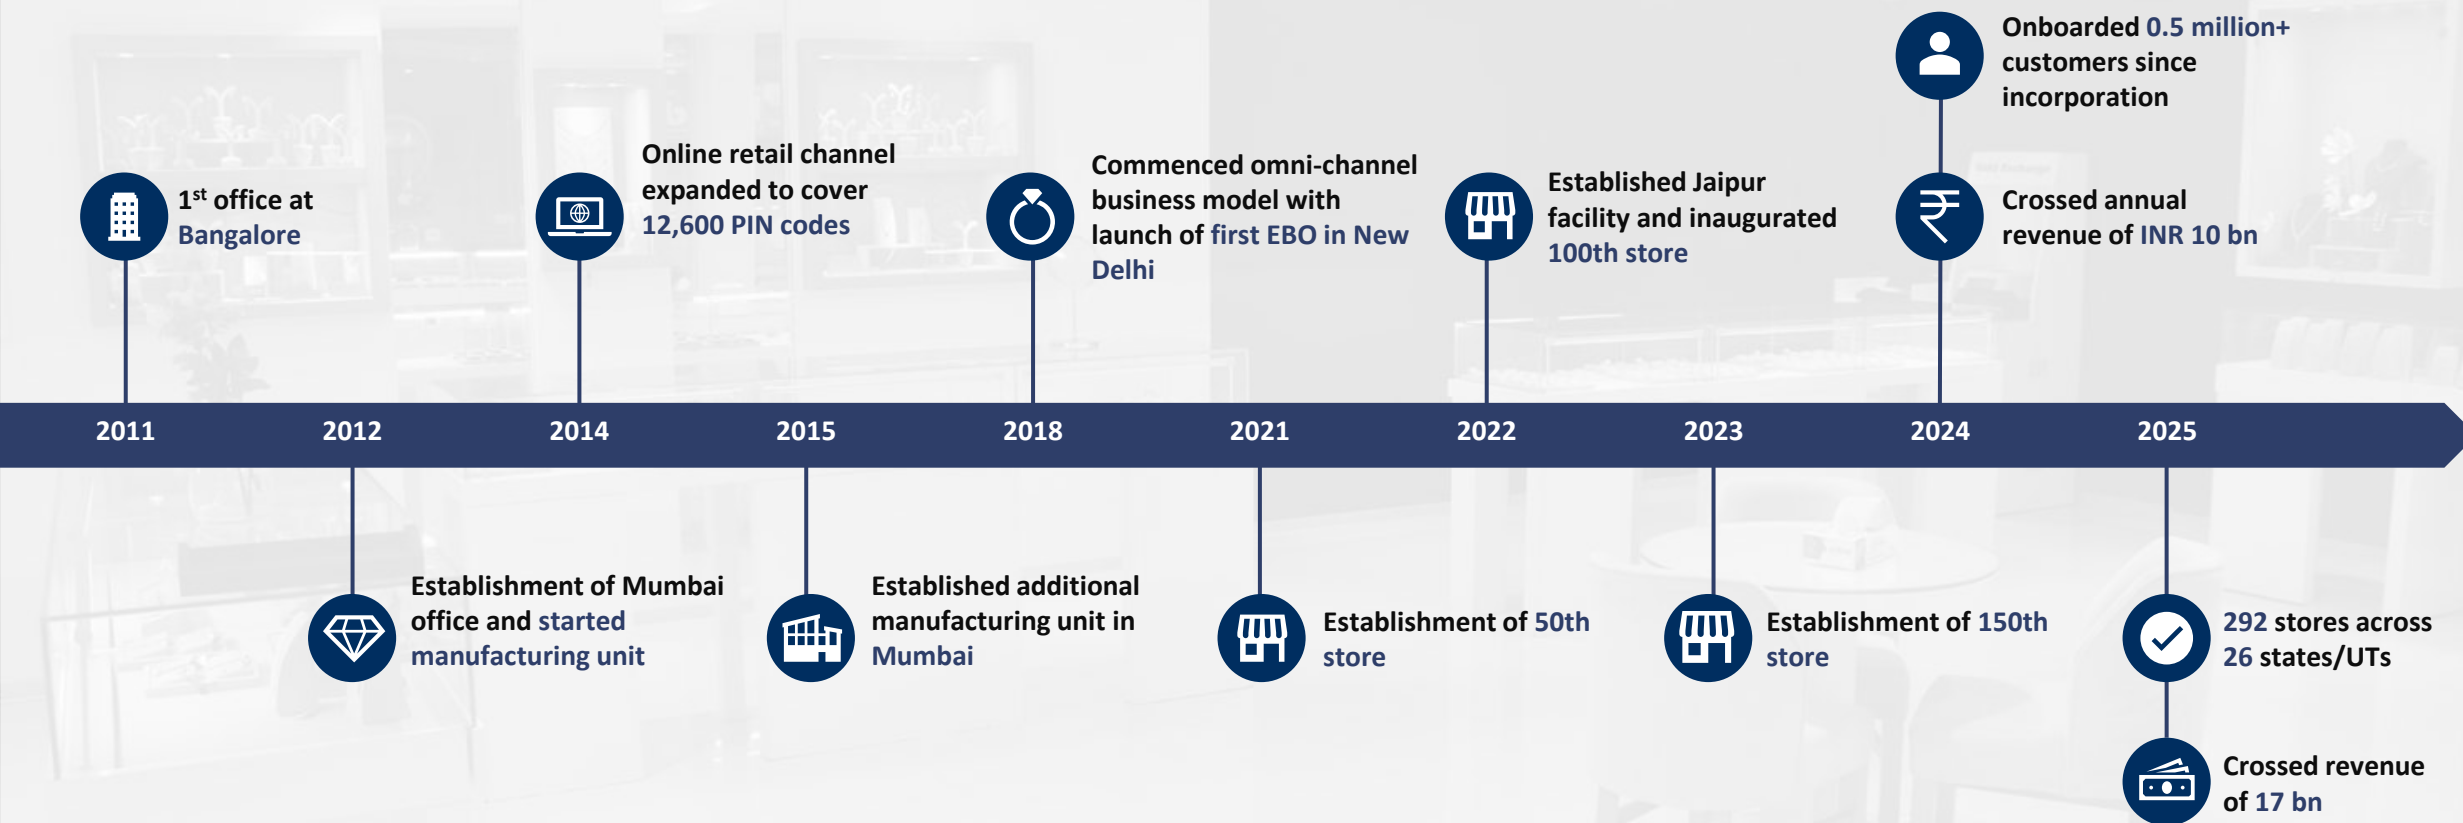 Onboarded 0.5 million+
customers since
incorporation
1st office at
Bangalore
Online retail channel
expanded to cover
12,600 PIN codes
Commenced omni-channel
business model with
launch of first EBO in New
Delhi
Established Jaipur
facility and inaugurated
100th store
Crossed annual
revenue of INR 10 bn
2011 2012 2014 2015 2018 2021 2022 2023 2024 2025
Establishment of Mumbai
office and started
manufacturing unit
Established additional
manufacturing unit in
Mumbai
Establishment of 50th
store
Establishment of 150th
store
292 stores across
26 states/UTs
Crossed revenue
of 17 bn